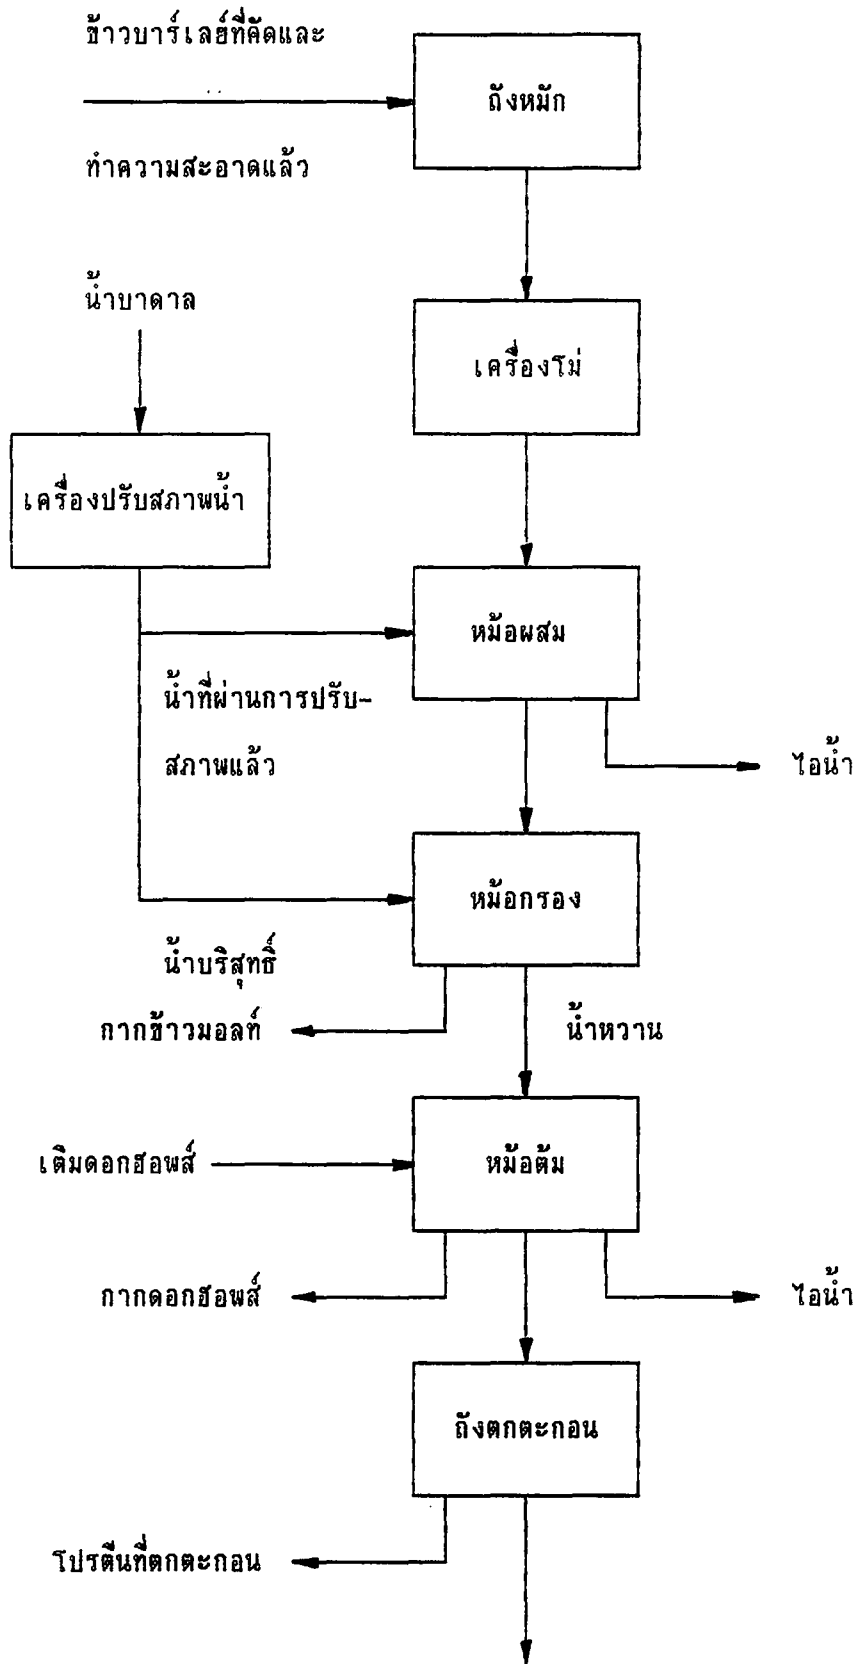 ข้าวบาร์เลย์ที่คัดและ
ถังหมัก
ทำความสะอาดแล้ว
น้ำบาดาล
เครื่องโม่
เครื่องปรับสภาพน้ำ
หม้อผสม
น้ำที่ผ่านการปรับ-
สภาพแล้ว
ไอน้ำ
หม้อกรอง
น้ำบริสุทธิ์
กากข้าวมอลท์
น้ำหวาน
เติมดอกฮอพส์
หม้อต้ม
กากดอกฮอพส์
ไอน้ำ
ถังตกตะกอน
โปรตีนที่ตกตะกอน